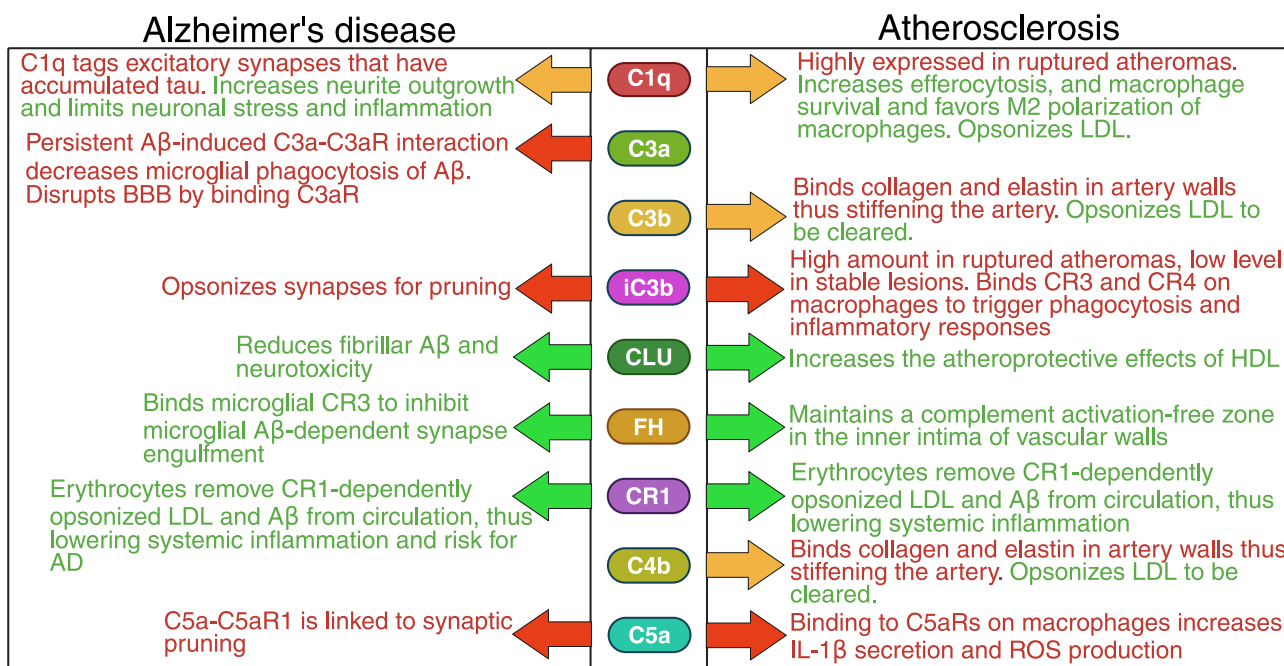 Alzheimer's disease
Atherosclerosis
C1q tags excitatory synapses that have
accumulated tau. Increases neurite outgrowth
and limits neuronal stress and inflammation
C1q
Highly expressed in ruptured atheromas.
Increases efferocytosis, and macrophage
survival and favors M2 polarization of
macrophages. Opsonizes LDL.
Persistent Aβ-induced C3a-C3aR interaction
decreases microglial phagocytosis of Aβ.
Disrupts BBB by binding C3aR
C3a
C3b
Binds collagen and elastin in artery walls
thus stiffening the artery. Opsonizes LDL to
be cleared.
Opsonizes synapses for pruning
iC3b
High amount in ruptured atheromas, low level
in stable lesions. Binds CR3 and CR4 on
macrophages to trigger phagocytosis and
inflammatory responses
Reduces fibrillar Aβ and
neurotoxicity
CLU
Increases the atheroprotective effects of HDL
Binds microglial CR3 to inhibit
microglial Aβ-dependent synapse
engulfment
FH
Maintains a complement activation-free zone
in the inner intima of vascular walls
Erythrocytes remove CR1-dependently
opsonized LDL and Aβ from circulation, thus
lowering systemic inflammation and risk for
AD
CR1
Erythrocytes remove CR1-dependently
opsonized LDL and Aβ from circulation, thus
lowering systemic inflammation
C4b
Binds collagen and elastin in artery walls thus
stiffening the artery. Opsonizes LDL to be
cleared.
C5a-C5aR1 is linked to synaptic
pruning
C5a
Binding to C5aRs on macrophages increases
IL-1β secretion and ROS production